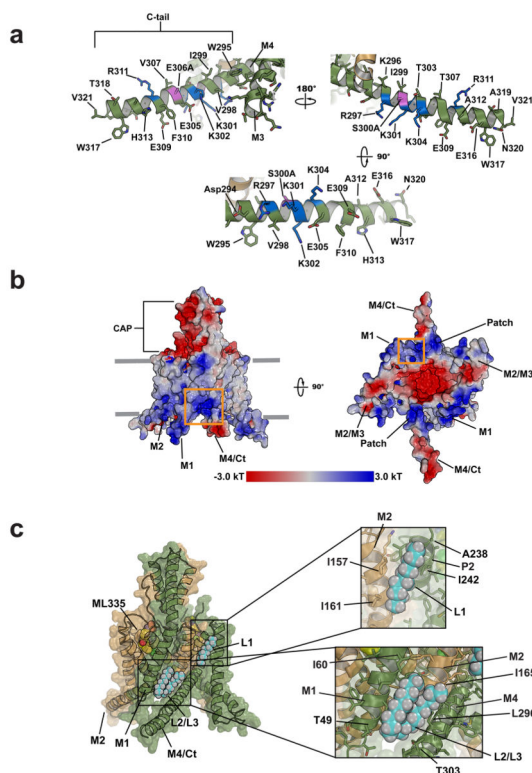 a
C-tail
W295
M4
I299
V307
E306A
R311
T318
V321
V298
K301
K302
M3
H313
E305
F310
E309
W317
180°
K296
I299
T303
T307
R311
A312
A319
V321
R297
S300A
K301
K304
E309
E316
N320
W317
90°
S300A
K304
K301
R297
A312
E316
N320
E309
Asp294
W295
V298
E305
K302
F310
H313
W317
b
CAP
M4/Ct
M1
Patch
M2/M3
90°
M2
M1
M4/Ct
M2/M3
Patch
M1
M4/Ct
-3.0 kT
3.0 kT
c
M2
A238
P2
I157
I242
I161
L1
ML335
L1
M2
I60
I165
M1
M4
T49
L296
L2/L3
T303
M2
M1
L2/L3
M4/Ct